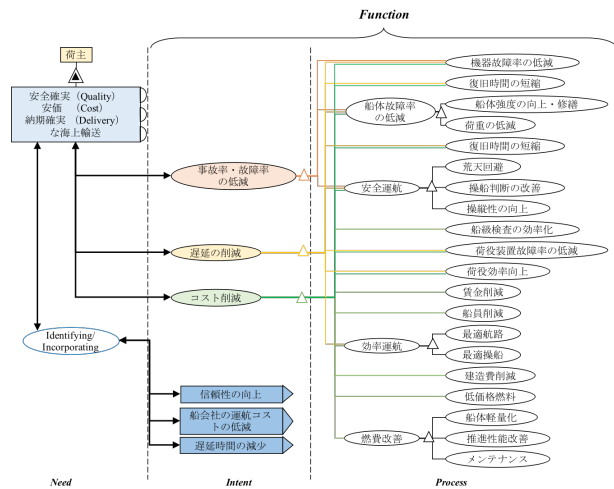 Function
荷主
安全確実（Quality）
安価　（Cost）
納期確実（Delivery）
な海上輸送
事故率・故障率
の低減
遅延の削減
コスト削減
Identifying/
Incorporating
信頼性の向上
船会社の運航コス
トの低減
遅延時間の減少
船体故障率
の低減
安全運航
効率運航
燃費改善
機器故障率の低減
復旧時間の短縮
船体強度の向上・修繕
荷重の低減
復旧時間の短縮
荒天回避
操船判断の改善
操縦性の向上
船級検査の効率化
荷役装置故障率の低減
荷役効率向上
賃金削減
船員削減
最適航路
最適操船
建造費削減
低価格燃料
船体軽量化
推進性能改善
メンテナンス
Need
Intent
Process